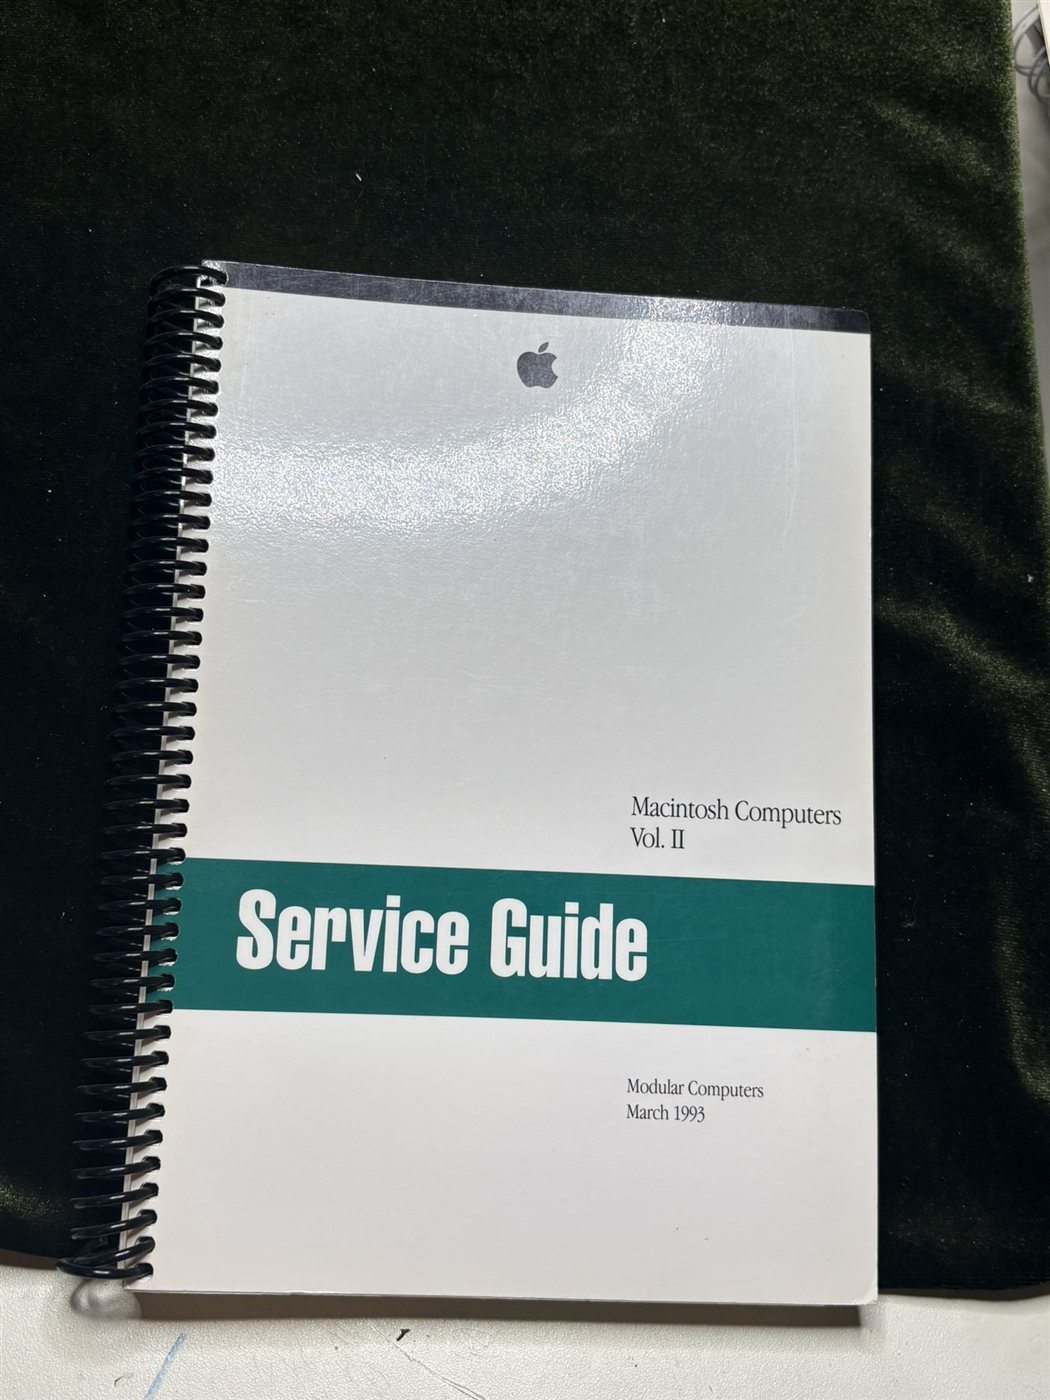 Macintosh Computers
Vol. II
Service Guide
Modular Computers
March 1993